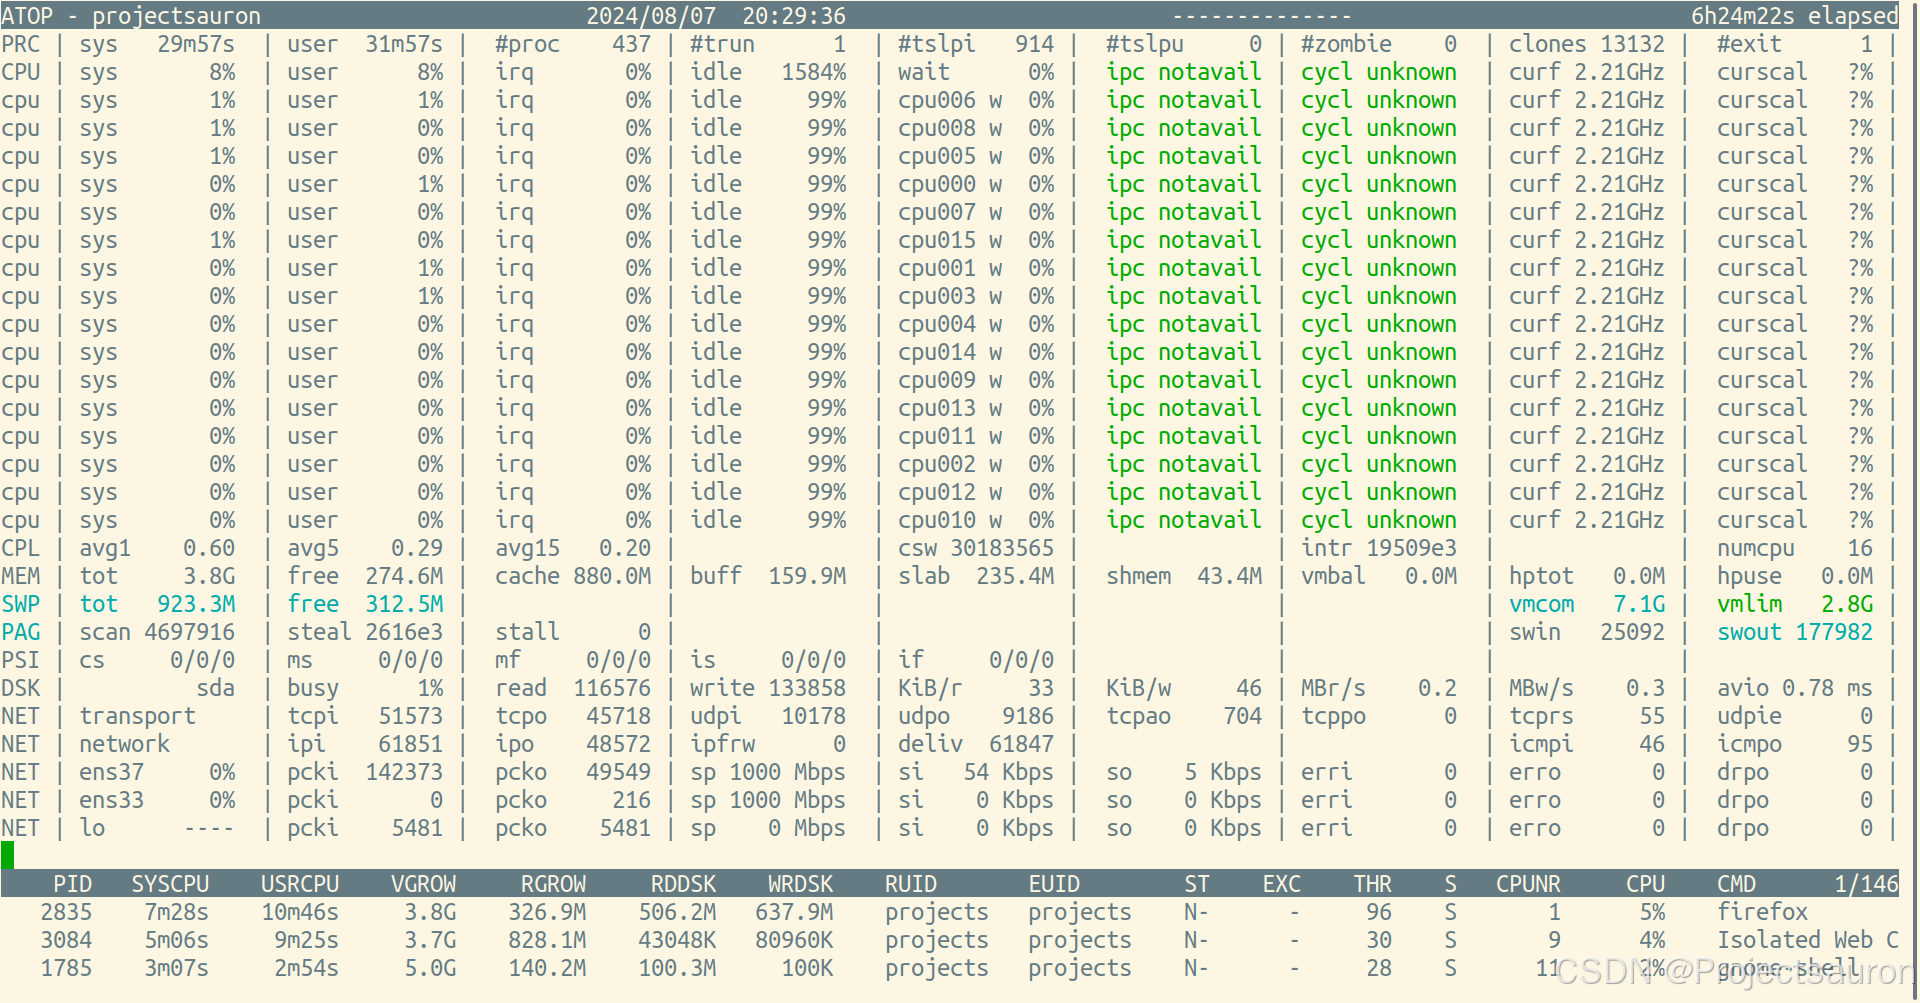 ATOP - projectsauron 2024/08/07 20:29:36 -------------- 6h24m22s elapsed
PRC | sys 29m57s | user 31m57s | #proc 437 | #trun 1 | #tslpi 914 | #tslpu 0 | #zombie 0 | clones 13132 | #exit 1 |
CPU | sys 8% | user 8% | irq 0% | idle 1584% | wait 0% | ipc notavail | cycl unknown | curf 2.21GHz | curscal ?% |
cpu | sys 1% | user 1% | irq 0% | idle 99% | cpu006 w 0% | ipc notavail | cycl unknown | curf 2.21GHz | curscal ?% |
cpu | sys 1% | user 0% | irq 0% | idle 99% | cpu008 w 0% | ipc notavail | cycl unknown | curf 2.21GHz | curscal ?% |
cpu | sys 1% | user 0% | irq 0% | idle 99% | cpu005 w 0% | ipc notavail | cycl unknown | curf 2.21GHz | curscal ?% |
cpu | sys 0% | user 1% | irq 0% | idle 99% | cpu000 w 0% | ipc notavail | cycl unknown | curf 2.21GHz | curscal ?% |
cpu | sys 0% | user 0% | irq 0% | idle 99% | cpu007 w 0% | ipc notavail | cycl unknown | curf 2.21GHz | curscal ?% |
cpu | sys 1% | user 0% | irq 0% | idle 99% | cpu015 w 0% | ipc notavail | cycl unknown | curf 2.21GHz | curscal ?% |
cpu | sys 0% | user 1% | irq 0% | idle 99% | cpu001 w 0% | ipc notavail | cycl unknown | curf 2.21GHz | curscal ?% |
cpu | sys 0% | user 1% | irq 0% | idle 99% | cpu003 w 0% | ipc notavail | cycl unknown | curf 2.21GHz | curscal ?% |
cpu | sys 0% | user 0% | irq 0% | idle 99% | cpu004 w 0% | ipc notavail | cycl unknown | curf 2.21GHz | curscal ?% |
cpu | sys 0% | user 0% | irq 0% | idle 99% | cpu014 w 0% | ipc notavail | cycl unknown | curf 2.21GHz | curscal ?% |
cpu | sys 0% | user 0% | irq 0% | idle 99% | cpu009 w 0% | ipc notavail | cycl unknown | curf 2.21GHz | curscal ?% |
cpu | sys 0% | user 0% | irq 0% | idle 99% | cpu013 w 0% | ipc notavail | cycl unknown | curf 2.21GHz | curscal ?% |
cpu | sys 0% | user 0% | irq 0% | idle 99% | cpu011 w 0% | ipc notavail | cycl unknown | curf 2.21GHz | curscal ?% |
cpu | sys 0% | user 0% | irq 0% | idle 99% | cpu002 w 0% | ipc notavail | cycl unknown | curf 2.21GHz | curscal ?% |
cpu | sys 0% | user 0% | irq 0% | idle 99% | cpu012 w 0% | ipc notavail | cycl unknown | curf 2.21GHz | curscal ?% |
cpu | sys 0% | user 0% | irq 0% | idle 99% | cpu010 w 0% | ipc notavail | cycl unknown | curf 2.21GHz | curscal ?% |
CPL | avg1 0.60 | avg5 0.29 | avg15 0.20 | | csw 30183565 | | intr 19509e3 | | numcpu 16 |
MEM | tot 3.8G | free 274.6M | cache 880.0M | buff 159.9M | slab 235.4M | shmem 43.4M | vmbal 0.0M | hptot 0.0M | hpuse 0.0M |
SWP | tot 923.3M | free 312.5M | | | | | | vmcom 7.1G | vmlim 2.8G |
PAG | scan 4697916 | steal 2616e3 | stall 0 | | | | | swin 25092 | swout 177982 |
PSI | cs 0/0/0 | ms 0/0/0 | mf 0/0/0 | is 0/0/0 | if 0/0/0 | | | | |
DSK | sda | busy 1% | read 116576 | write 133858 | KiB/r 33 | KiB/w 46 | MBr/s 0.2 | MBw/s 0.3 | avio 0.78 ms |
NET | transport | tcpi 51573 | tcpo 45718 | udpi 10178 | udpo 9186 | tcpao 704 | tcppo 0 | tcprs 55 | udpie 0 |
NET | network | ipi 61851 | ipo 48572 | ipfrw 0 | deliv 61847 | | | icmpi 46 | icmpo 95 |
NET | ens37 0% | pcki 142373 | pcko 49549 | sp 1000 Mbps | si 54 Kbps | so 5 Kbps | erri 0 | erro 0 | drpo 0 |
NET | ens33 0% | pcki 0 | pcko 216 | sp 1000 Mbps | si 0 Kbps | so 0 Kbps | erri 0 | erro 0 | drpo 0 |
NET | lo ---- | pcki 5481 | pcko 5481 | sp 0 Mbps | si 0 Kbps | so 0 Kbps | erri 0 | erro 0 | drpo 0 |
PID SYSCPU USRCPU VGROW RGROW RDDSK WRDSK RUID EUID ST EXC THR S CPUNR CPU CMD 1/146
2835 7m28s 10m46s 3.8G 326.9M 506.2M 637.9M projects projects N- - 96 S 1 5% firefox
3084 5m06s 9m25s 3.7G 828.1M 43048K 80960K projects projects N- - 30 S 9 4% Isolated Web C
1785 3m07s 2m54s 5.0G 140.2M 100.3M 100K projects projects N- - 28 S 11 2% gnome-shell
CSDN @Projectsauron